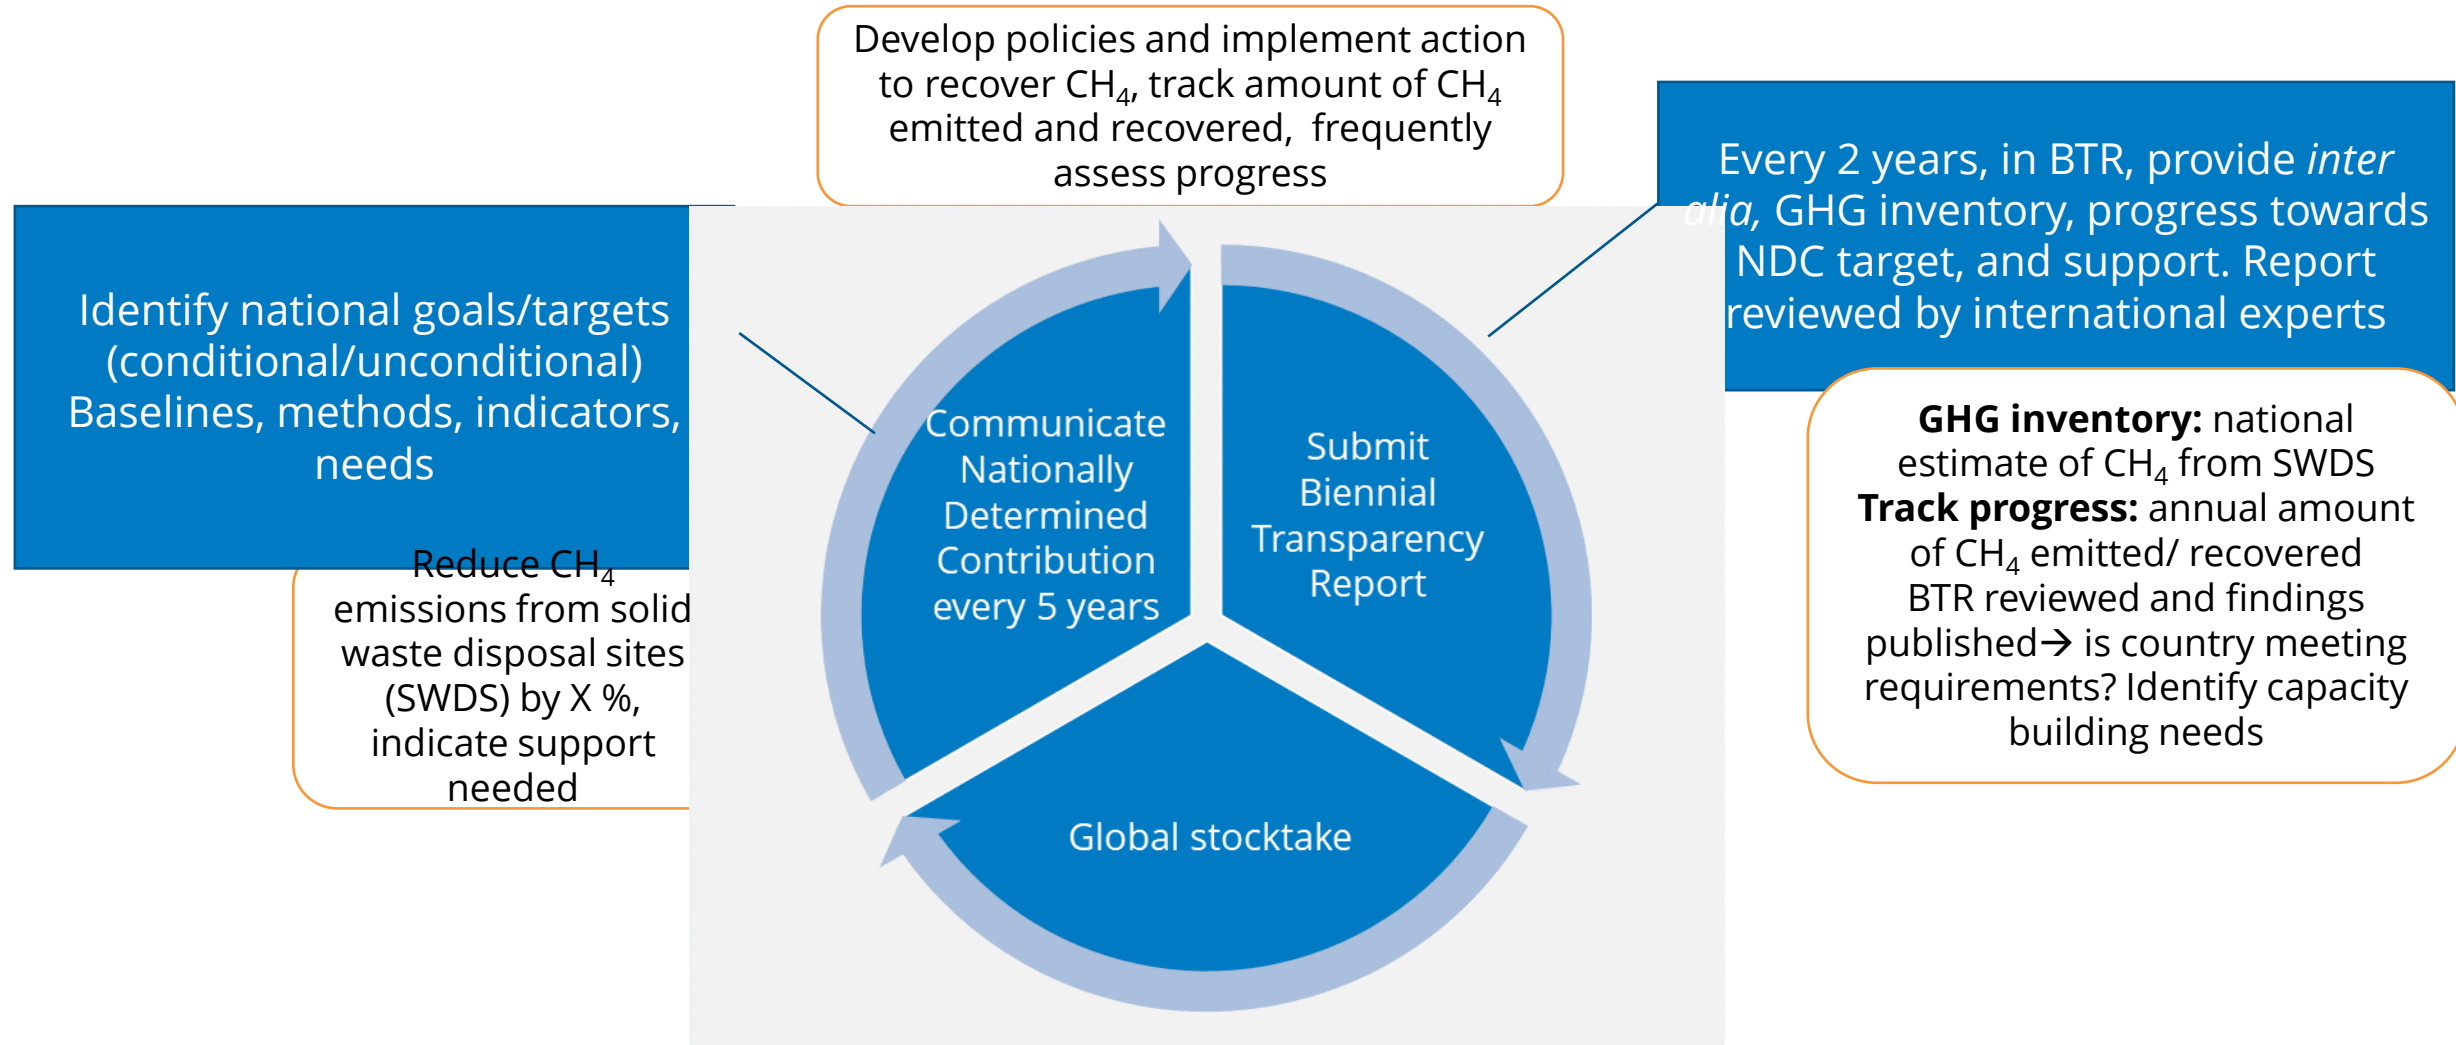 Develop policies and implement action
to recover CH₄, track amount of CH₄
emitted and recovered, frequently
assess progress
Every 2 years, in BTR, provide inter
alia, GHG inventory, progress towards
NDC target, and support. Report
reviewed by international experts
Identify national goals/targets
(conditional/unconditional)
Baselines, methods, indicators,
needs
Reduce CH₄
emissions from solid
waste disposal sites
(SWDS) by X %,
indicate support
needed
Communicate
Nationally
Determined
Contribution
every 5 years
Submit
Biennial
Transparency
Report
Global stocktake
GHG inventory: national
estimate of CH₄ from SWDS
Track progress: annual amount
of CH₄ emitted/ recovered
BTR reviewed and findings
published→ is country meeting
requirements? Identify capacity
building needs